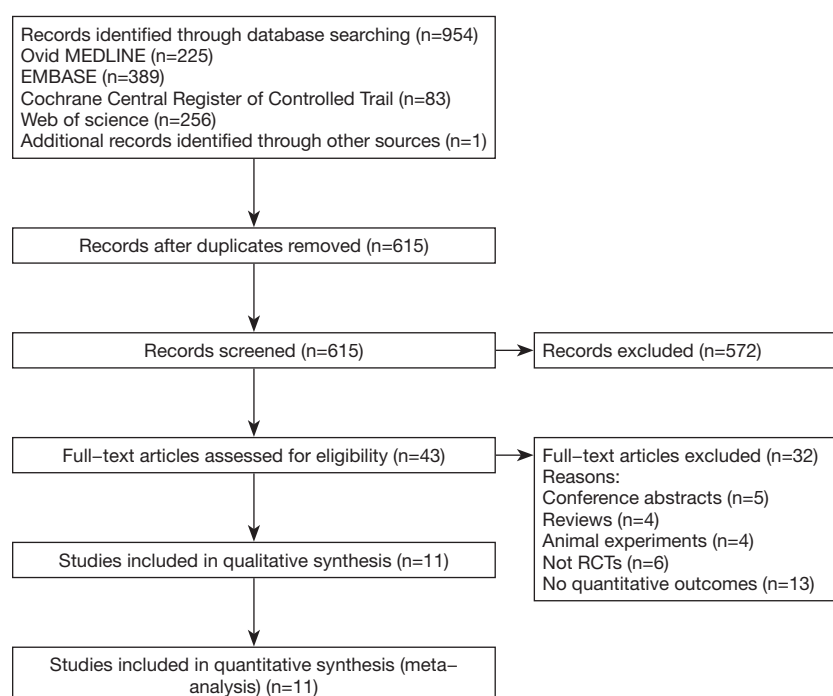 Records identified through database searching (n=954)
Ovid MEDLINE (n=225)
EMBASE (n=389)
Cochrane Central Register of Controlled Trail (n=83)
Web of science (n=256)
Additional records identified through other sources (n=1)
Records after duplicates removed (n=615)
Records screened (n=615)
Records excluded (n=572)
Full–text articles assessed for eligibility (n=43)
Full–text articles excluded (n=32)
Reasons:
Conference abstracts (n=5)
Reviews (n=4)
Animal experiments (n=4)
Not RCTs (n=6)
No quantitative outcomes (n=13)
Studies included in qualitative synthesis (n=11)
Studies included in quantitative synthesis (meta–
analysis) (n=11)